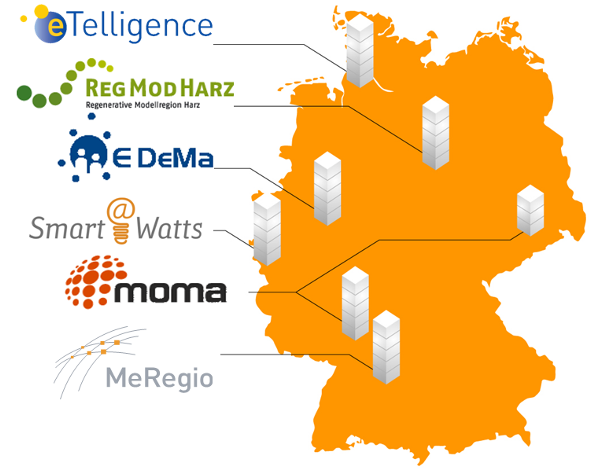 eTelligence
REGMODHARZ
Regenerative Modellregion Harz
E DeMa
Smart@Watts
moma
MeRegio